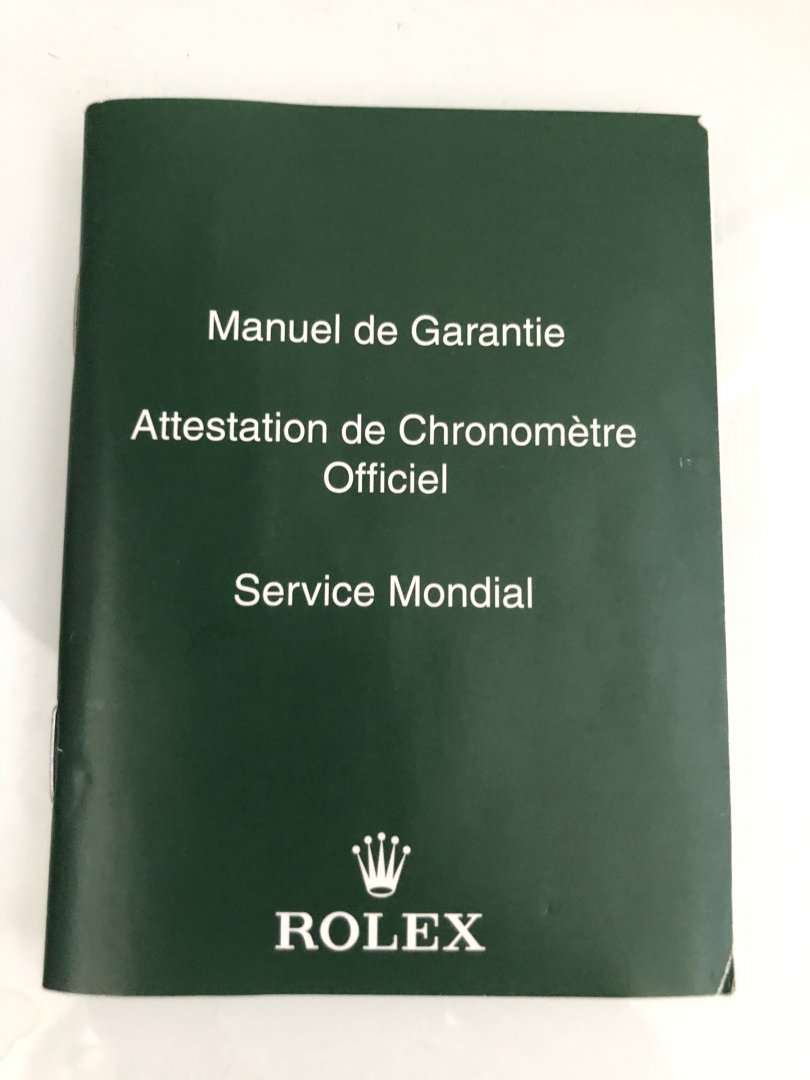 Manuel de Garantie
Attestation de Chronomètre
Officiel
Service Mondial
ROLEX